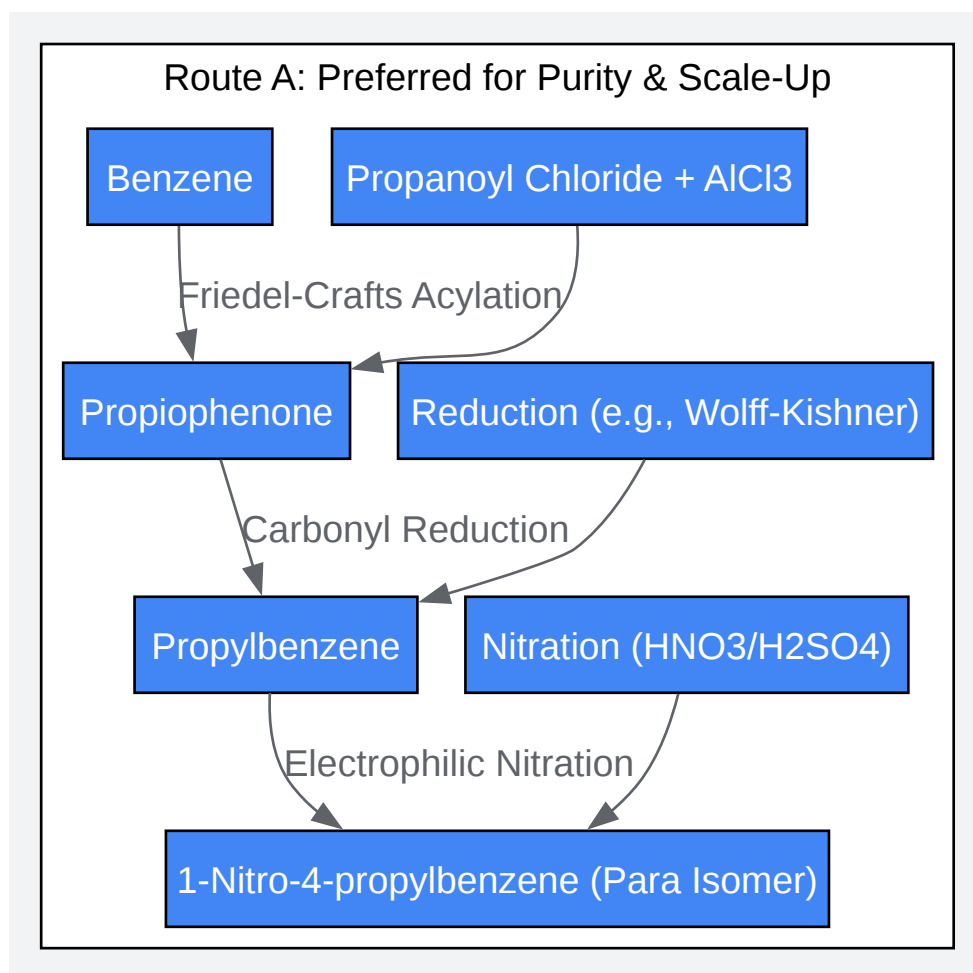 Route A: Preferred for Purity & Scale-Up
Benzene
Propanoyl Chloride + AlCl3
Friedel-Crafts Acylation
Propiophenone
Reduction (e.g., Wolff-Kishner)
Carbonyl Reduction
Propylbenzene
Nitration (HNO3/H2SO4)
Electrophilic Nitration
1-Nitro-4-propylbenzene (Para Isomer)